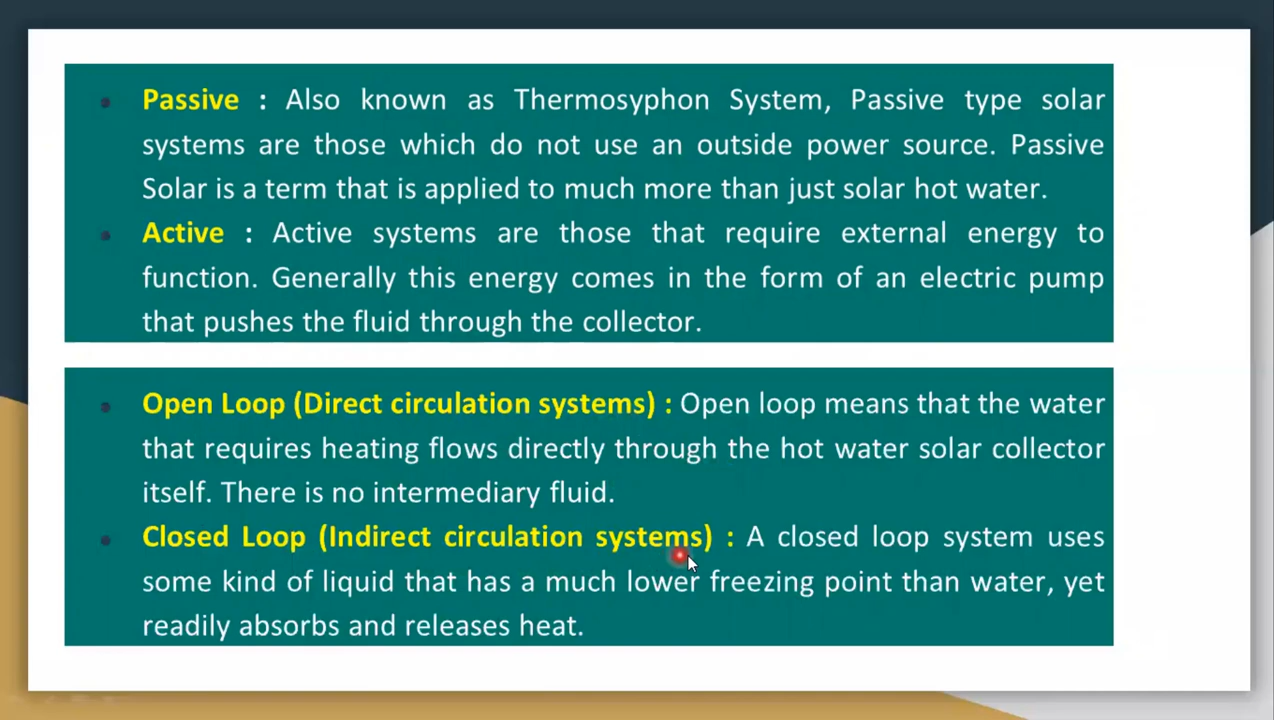 • Passive : Also known as Thermosyphon System, Passive type solar
systems are those which do not use an outside power source. Passive
Solar is a term that is applied to much more than just solar hot water.
• Active : Active systems are those that require external energy to
function. Generally this energy comes in the form of an electric pump
that pushes the fluid through the collector.
• Open Loop (Direct circulation systems) : Open loop means that the water
that requires heating flows directly through the hot water solar collector
itself. There is no intermediary fluid.
• Closed Loop (Indirect circulation systems) : A closed loop system uses
some kind of liquid that has a much lower freezing point than water, yet
readily absorbs and releases heat.